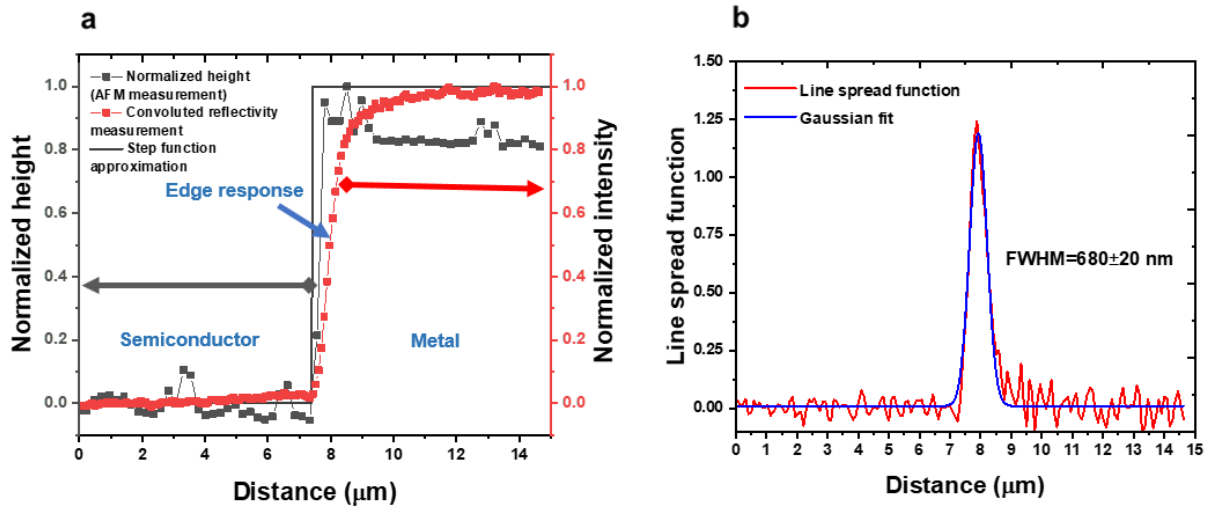 a
Normalized height
(AFM measurement)
Convoluted reflectivity
measurement
Step function
approximation
Edge response
Semiconductor
Metal
Normalized height
1.0
0.8
0.6
0.4
0.2
0.0
Normalized intensity
1.0
0.8
0.6
0.4
0.2
0.0
0 2 4 6 8 10 12 14
Distance (μm)
b
Line spread function
Gaussian fit
FWHM=680±20 nm
Line spread function
1.50
1.25
1.00
0.75
0.50
1.25
0.00
0 1 2 3 4 5 6 7 8 9 10 11 12 13 14 15
Distance (μm)